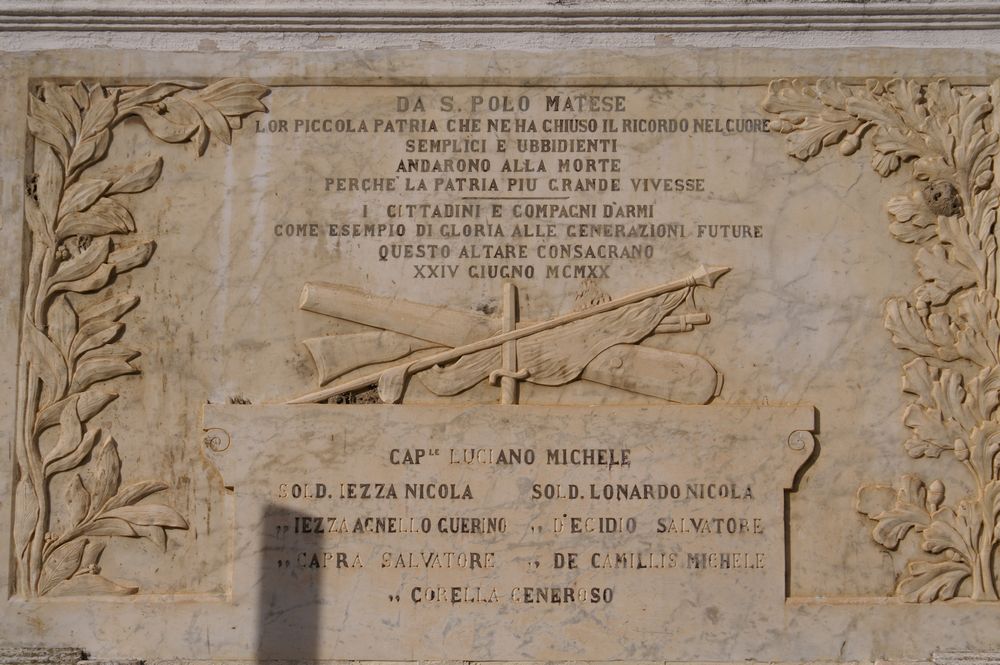 DA S. POLO MATESE
LOR PICCOLA PATRIA CHE NE HA CHIUSO IL RICORDO NEL CUORE
SEMPLICI E UBBIDIENTI
ANDARONO ALLA MORTE
PERCHE' LA PATRIA PIU GRANDE VIVESSE
I CITTADINI E COMPAGNI D'ARMI
COME ESEMPIO DI GLORIA ALLE GENERAZIONI FUTURE
QUESTO ALTARE CONSACRANO
XXIV GIUGNO MCMXX
CAP.LE LUCIANO MICHELE
SOLD. IEZZA NICOLA SOLD. LONARDO NICOLA
,, IEZZA AGNELLO GUERINO ,, D'EGIDIO SALVATORE
,, CAPRA SALVATORE ,, DE CAMILLIS MICHELE
,, CORELLA GENEROSO